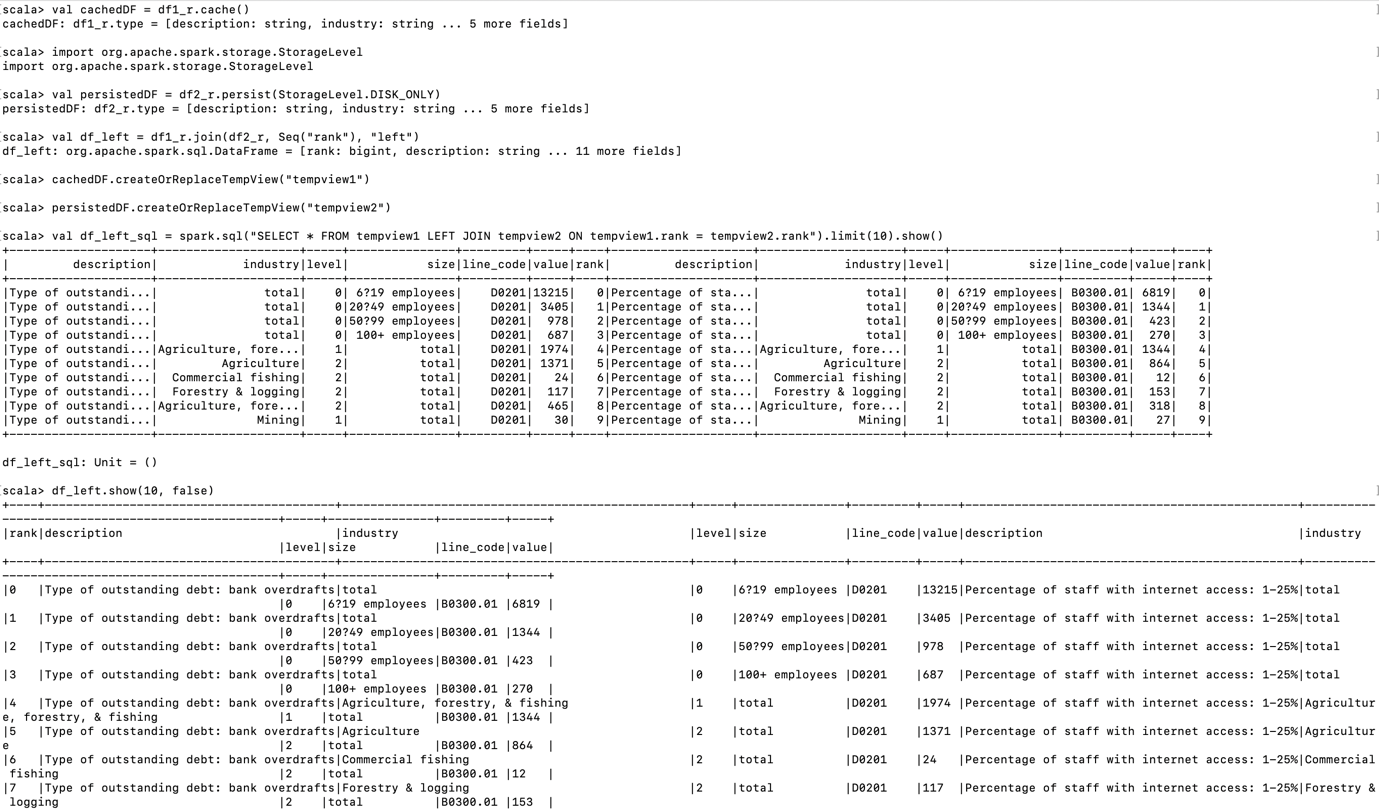 [scala> val cachedDF = df1_r.cache()
cachedDF: df1_r.type = [description: string, industry: string ... 5 more fields]
[scala> import org.apache.spark.storage.StorageLevel
import org.apache.spark.storage.StorageLevel
[scala> val persistedDF = df2_r.persist(StorageLevel.DISK_ONLY)
persistedDF: df2_r.type = [description: string, industry: string ... 5 more fields]
[scala> val df_left = df1_r.join(df2_r, Seq("rank"), "left")
df_left: org.apache.spark.sql.DataFrame = [rank: bigint, description: string ... 11 more fields]
[scala> cachedDF.createOrReplaceTempView("tempview1")
[scala> persistedDF.createOrReplaceTempView("tempview2")
[scala> val df_left_sql = spark.sql("SELECT * FROM tempview1 LEFT JOIN tempview2 ON tempview1.rank = tempview2.rank").limit(10).show()
| description| industry|level| size|line_code|value|rank| description| industry|level| size|line_code|value|rank|
|Type of outstandi...| total| 0| 6?19 employees| D0201|13215| 0|Percentage of sta...| total| 0| 6?19 employees| B0300.01| 6819| 0|
|Type of outstandi...| total| 0|20?49 employees| D0201| 3405| 1|Percentage of sta...| total| 0|20?49 employees| B0300.01| 1344| 1|
|Type of outstandi...| total| 0|50?99 employees| D0201| 978| 2|Percentage of sta...| total| 0|50?99 employees| B0300.01| 423| 2|
|Type of outstandi...| total| 0| 100+ employees| D0201| 687| 3|Percentage of sta...| total| 0| 100+ employees| B0300.01| 270| 3|
|Type of outstandi...|Agriculture, fore...| 1| total| D0201| 1974| 4|Percentage of sta...|Agriculture, fore...| 1| total| B0300.01| 1344| 4|
|Type of outstandi...| Agriculture| 2| total| D0201| 1371| 5|Percentage of sta...| Agriculture| 2| total| B0300.01| 864| 5|
|Type of outstandi...| Commercial fishing| 2| total| D0201| 24| 6|Percentage of sta...| Commercial fishing| 2| total| B0300.01| 12| 6|
|Type of outstandi...| Forestry & logging| 2| total| D0201| 117| 7|Percentage of sta...| Forestry & logging| 2| total| B0300.01| 153| 7|
|Type of outstandi...|Agriculture, fore...| 2| total| D0201| 465| 8|Percentage of sta...|Agriculture, fore...| 2| total| B0300.01| 318| 8|
|Type of outstandi...| Mining| 1| total| D0201| 30| 9|Percentage of sta...| Mining| 1| total| B0300.01| 27| 9|
df_left_sql: Unit = ()
[scala> df_left.show(10, false)
|rank|description |industry |level|size |line_code|value|description |industry
|level|size |line_code|value|
|0 |Type of outstanding debt: bank overdrafts|total |0 |6?19 employees |D0201 |13215|Percentage of staff with internet access: 1-25%|total
|0 |6?19 employees |B0300.01 |6819 |
|1 |Type of outstanding debt: bank overdrafts|total |0 |20?49 employees|D0201 |3405 |Percentage of staff with internet access: 1-25%|total
|0 |20?49 employees|B0300.01 |1344 |
|2 |Type of outstanding debt: bank overdrafts|total |0 |50?99 employees|D0201 |978 |Percentage of staff with internet access: 1-25%|total
|0 |50?99 employees|B0300.01 |423 |
|3 |Type of outstanding debt: bank overdrafts|total |0 |100+ employees |D0201 |687 |Percentage of staff with internet access: 1-25%|total
|0 |100+ employees |B0300.01 |270 |
|4 |Type of outstanding debt: bank overdrafts|Agriculture, forestry, & fishing |1 |total |D0201 |1974 |Percentage of staff with internet access: 1-25%|Agricultur
e, forestry, & fishing |1 |total |B0300.01 |1344 |
|5 |Type of outstanding debt: bank overdrafts|Agriculture |2 |total |D0201 |1371 |Percentage of staff with internet access: 1-25%|Agricultur
e |2 |total |B0300.01 |864 |
|6 |Type of outstanding debt: bank overdrafts|Commercial fishing |2 |total |D0201 |24 |Percentage of staff with internet access: 1-25%|Commercial
fishing |2 |total |B0300.01 |12 |
|7 |Type of outstanding debt: bank overdrafts|Forestry & logging |2 |total |D0201 |117 |Percentage of staff with internet access: 1-25%|Forestry &
logging |2 |total |B0300.01 |153 |